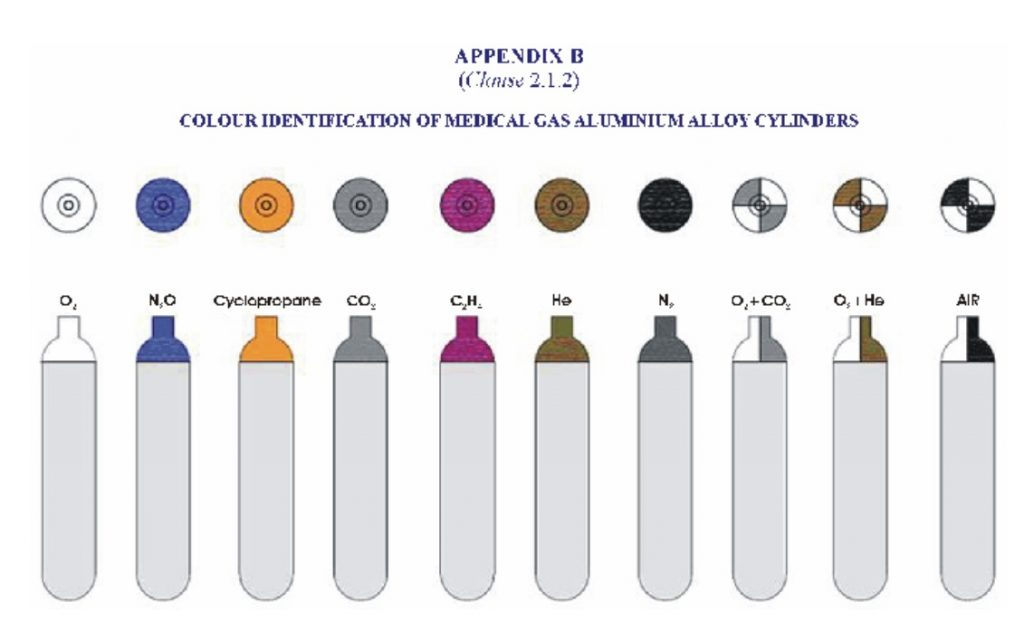 APPENDIX B
(Clause 2.1.2)
COLOUR IDENTIFICATION OF MEDICAL GAS ALUMINIUM ALLOY CYLINDERS
O₂ N₂O Cyclopropane CO₂ C₂H₄ He N₂ O₂+CO₂ O₂+He AIR